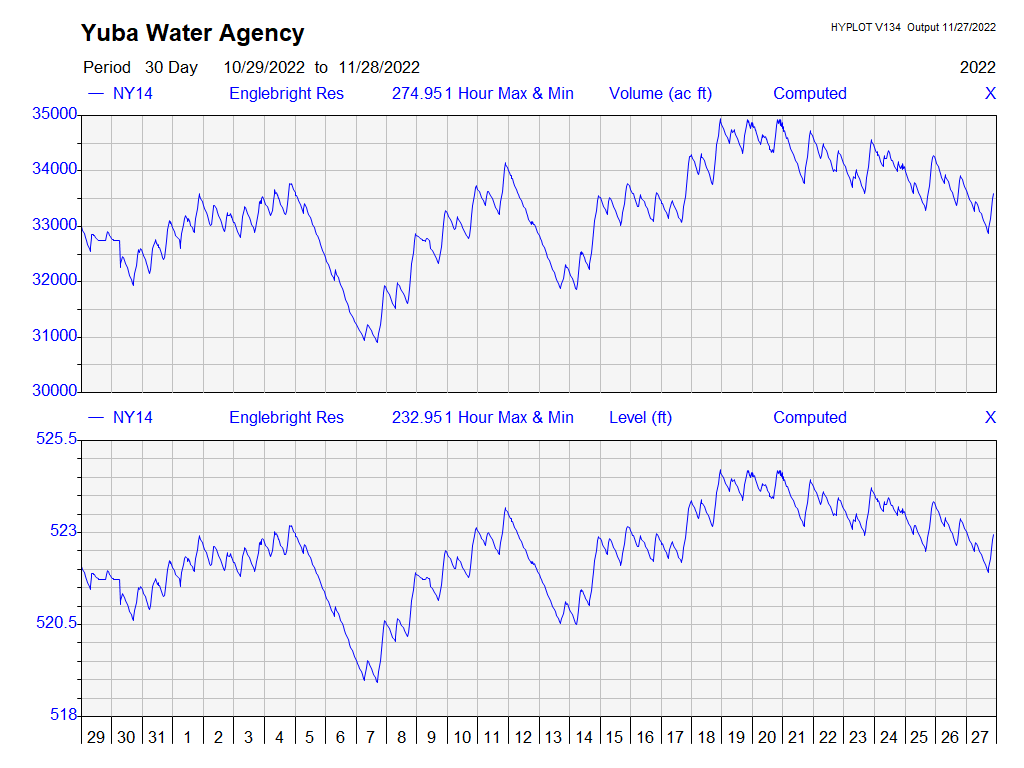 Yuba Water Agency
HYPLOT V134 Output 11/27/2022
Period 30 Day 10/29/2022 to 11/28/2022
2022
NY14 Englebright Res 274.951 Hour Max & Min Volume (ac ft) Computed X
35000
34000
33000
32000
31000
30000
NY14 Englebright Res 232.951 Hour Max & Min Level (ft) Computed X
525.5
523
520.5
518
29 30 31 1 2 3 4 5 6 7 8 9 10 11 12 13 14 15 16 17 18 19 20 21 22 23 24 25 26 27